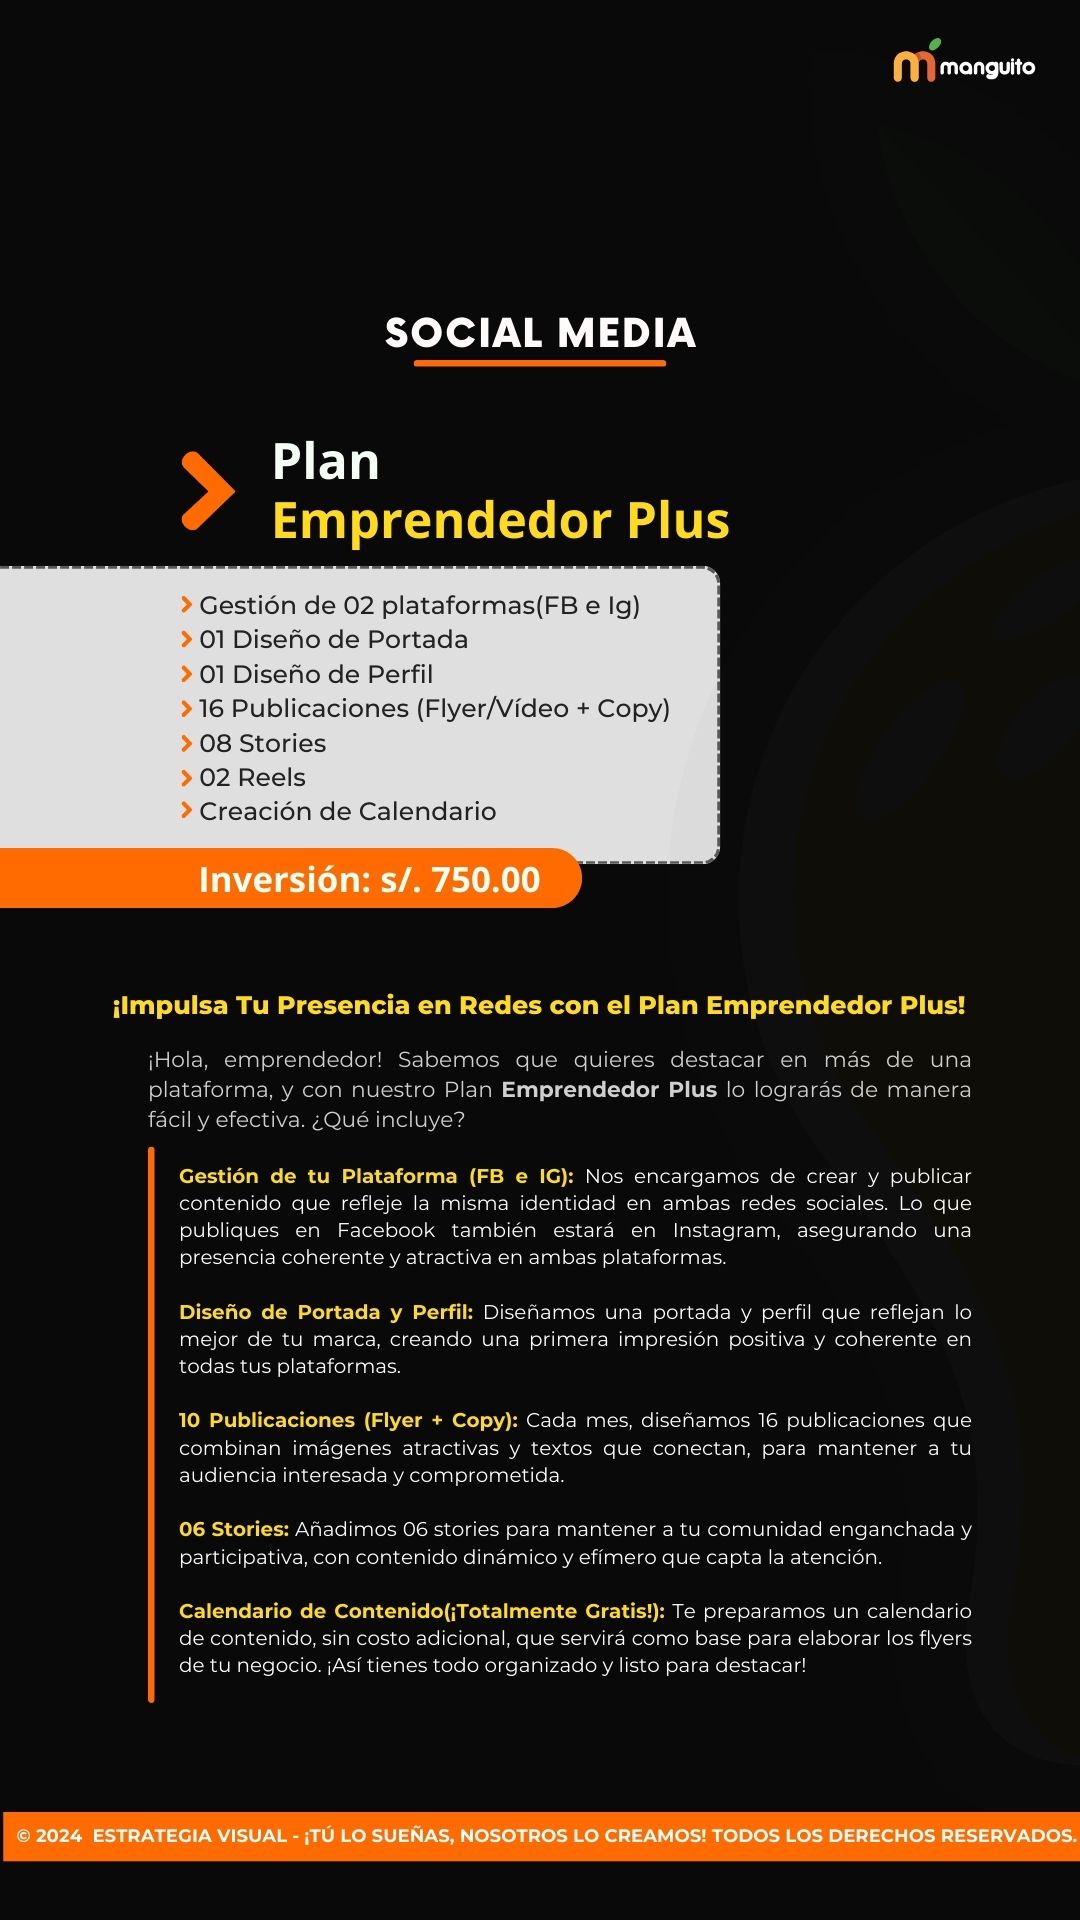 manguito
SOCIAL MEDIA
Plan
Emprendedor Plus
Gestión de 02 plataformas(FB e Ig)
01 Diseño de Portada
01 Diseño de Perfil
16 Publicaciones (Flyer/Vídeo + Copy)
08 Stories
02 Reels
Creación de Calendario
Inversión: s/. 750.00
¡Impulsa Tu Presencia en Redes con el Plan Emprendedor Plus!
¡Hola, emprendedor! Sabemos que quieres destacar en más de una
plataforma, y con nuestro Plan Emprendedor Plus lo lograrás de manera
fácil y efectiva. ¿Qué incluye?
Gestión de tu Plataforma (FB e IG): Nos encargamos de crear y publicar
contenido que refleje la misma identidad en ambas redes sociales. Lo que
publiques en Facebook también estará en Instagram, asegurando una
presencia coherente y atractiva en ambas plataformas.
Diseño de Portada y Perfil: Diseñamos una portada y perfil que reflejan lo
mejor de tu marca, creando una primera impresión positiva y coherente en
todas tus plataformas.
10 Publicaciones (Flyer + Copy): Cada mes, diseñamos 16 publicaciones que
combinan imágenes atractivas y textos que conectan, para mantener a tu
audiencia interesada y comprometida.
06 Stories: Añadimos 06 stories para mantener a tu comunidad enganchada y
participativa, con contenido dinámico y efímero que capta la atención.
Calendario de Contenido(¡Totalmente Gratis!): Te preparamos un calendario
de contenido, sin costo adicional, que servirá como base para elaborar los flyers
de tu negocio. ¡Así tienes todo organizado y listo para destacar!
© 2024 ESTRATEGIA VISUAL - ¡TÚ LO SUEÑAS, NOSOTROS LO CREAMOS! TODOS LOS DERECHOS RESERVADOS.